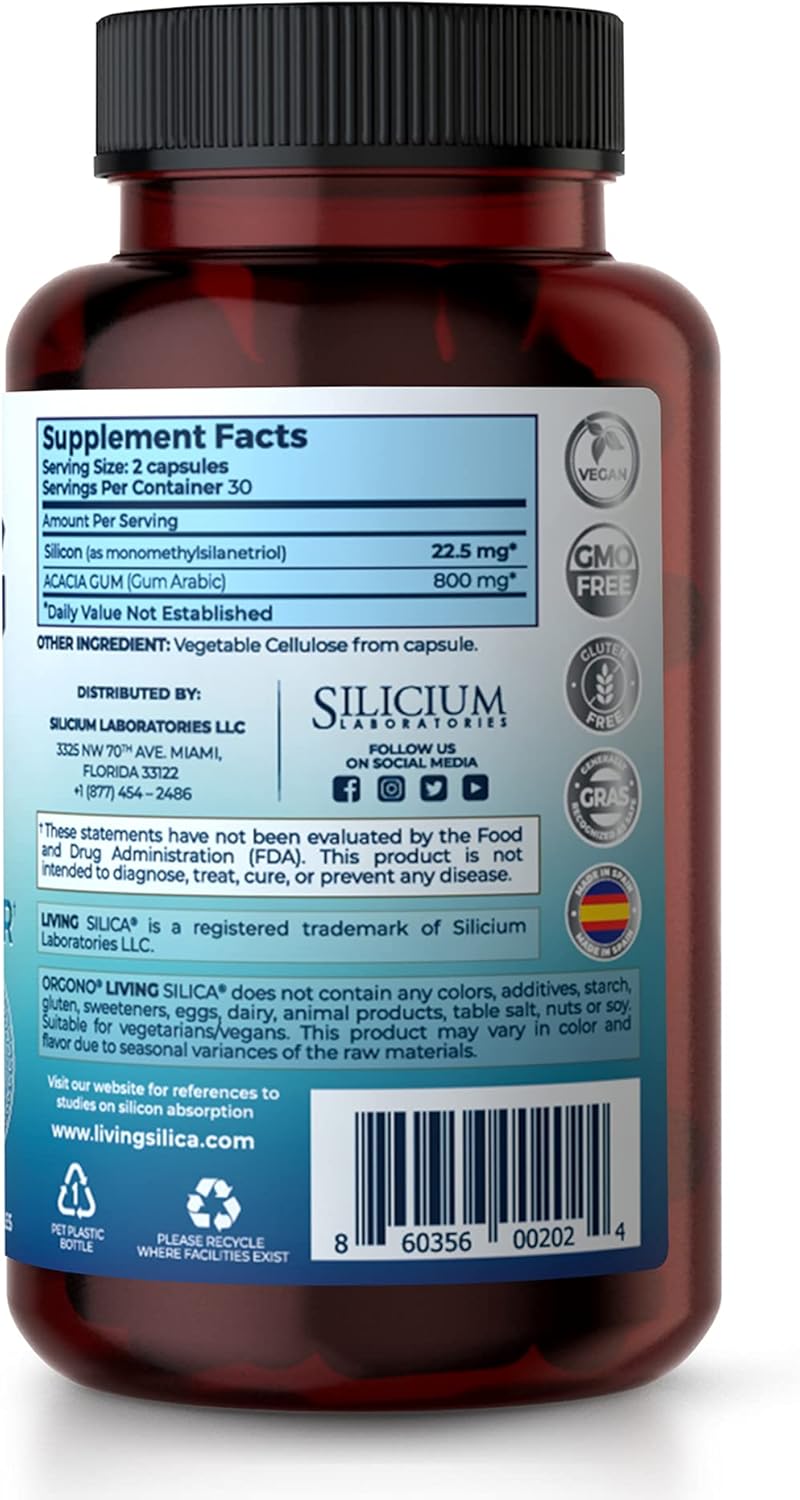 Supplement Facts
Serving Size: 2 capsules
Servings Per Container 30
Amount Per Serving
Silicon (as monomethylsilanetriol) 22.5 mg*
ACACIA GUM (Gum Arabic) 800 mg*
*Daily Value Not Established
OTHER INGREDIENT: Vegetable Cellulose from capsule.
DISTRIBUTED BY:
SILICIUM LABORATORIES LLC
3325 NW 70TH AVE. MIAMI,
FLORIDA 33122
+1 (877) 454 – 2486
SILICIUM
LABORATORIES
FOLLOW US
ON SOCIAL MEDIA
†These statements have not been evaluated by the Food
and Drug Administration (FDA). This product is not
intended to diagnose, treat, cure, or prevent any disease.
LIVING SILICA® is a registered trademark of Silicium
Laboratories LLC.
ORGONO® LIVING SILICA® does not contain any colors, additives, starch,
gluten, sweeteners, eggs, dairy, animal products, table salt, nuts or soy.
Suitable for vegetarians/vegans. This product may vary in color and
flavor due to seasonal variances of the raw materials.
Visit our website for references to
studies on silicon absorption
www.livingsilica.com
1
PET PLASTIC
BOTTLE
PLEASE RECYCLE
WHERE FACILITIES EXIST
8 60356 00202 4
VEGAN
GMO
FREE
GLUTEN
FREE
GENERALLY
GRAS
RECOGNIZED AS SAFE
MADE IN SPAIN
MADE IN SPAIN